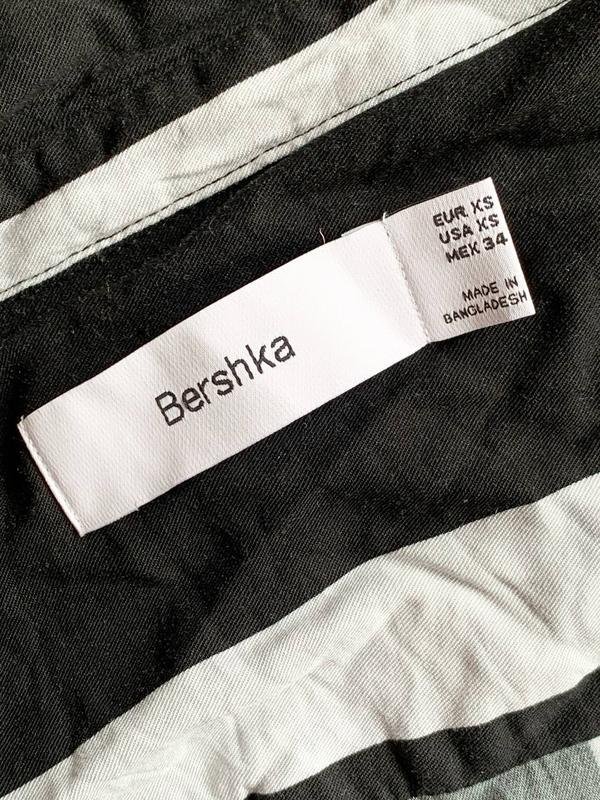 Bershka
EUR XS
USA XS
MEX 34
MADE IN
BANGLADESH